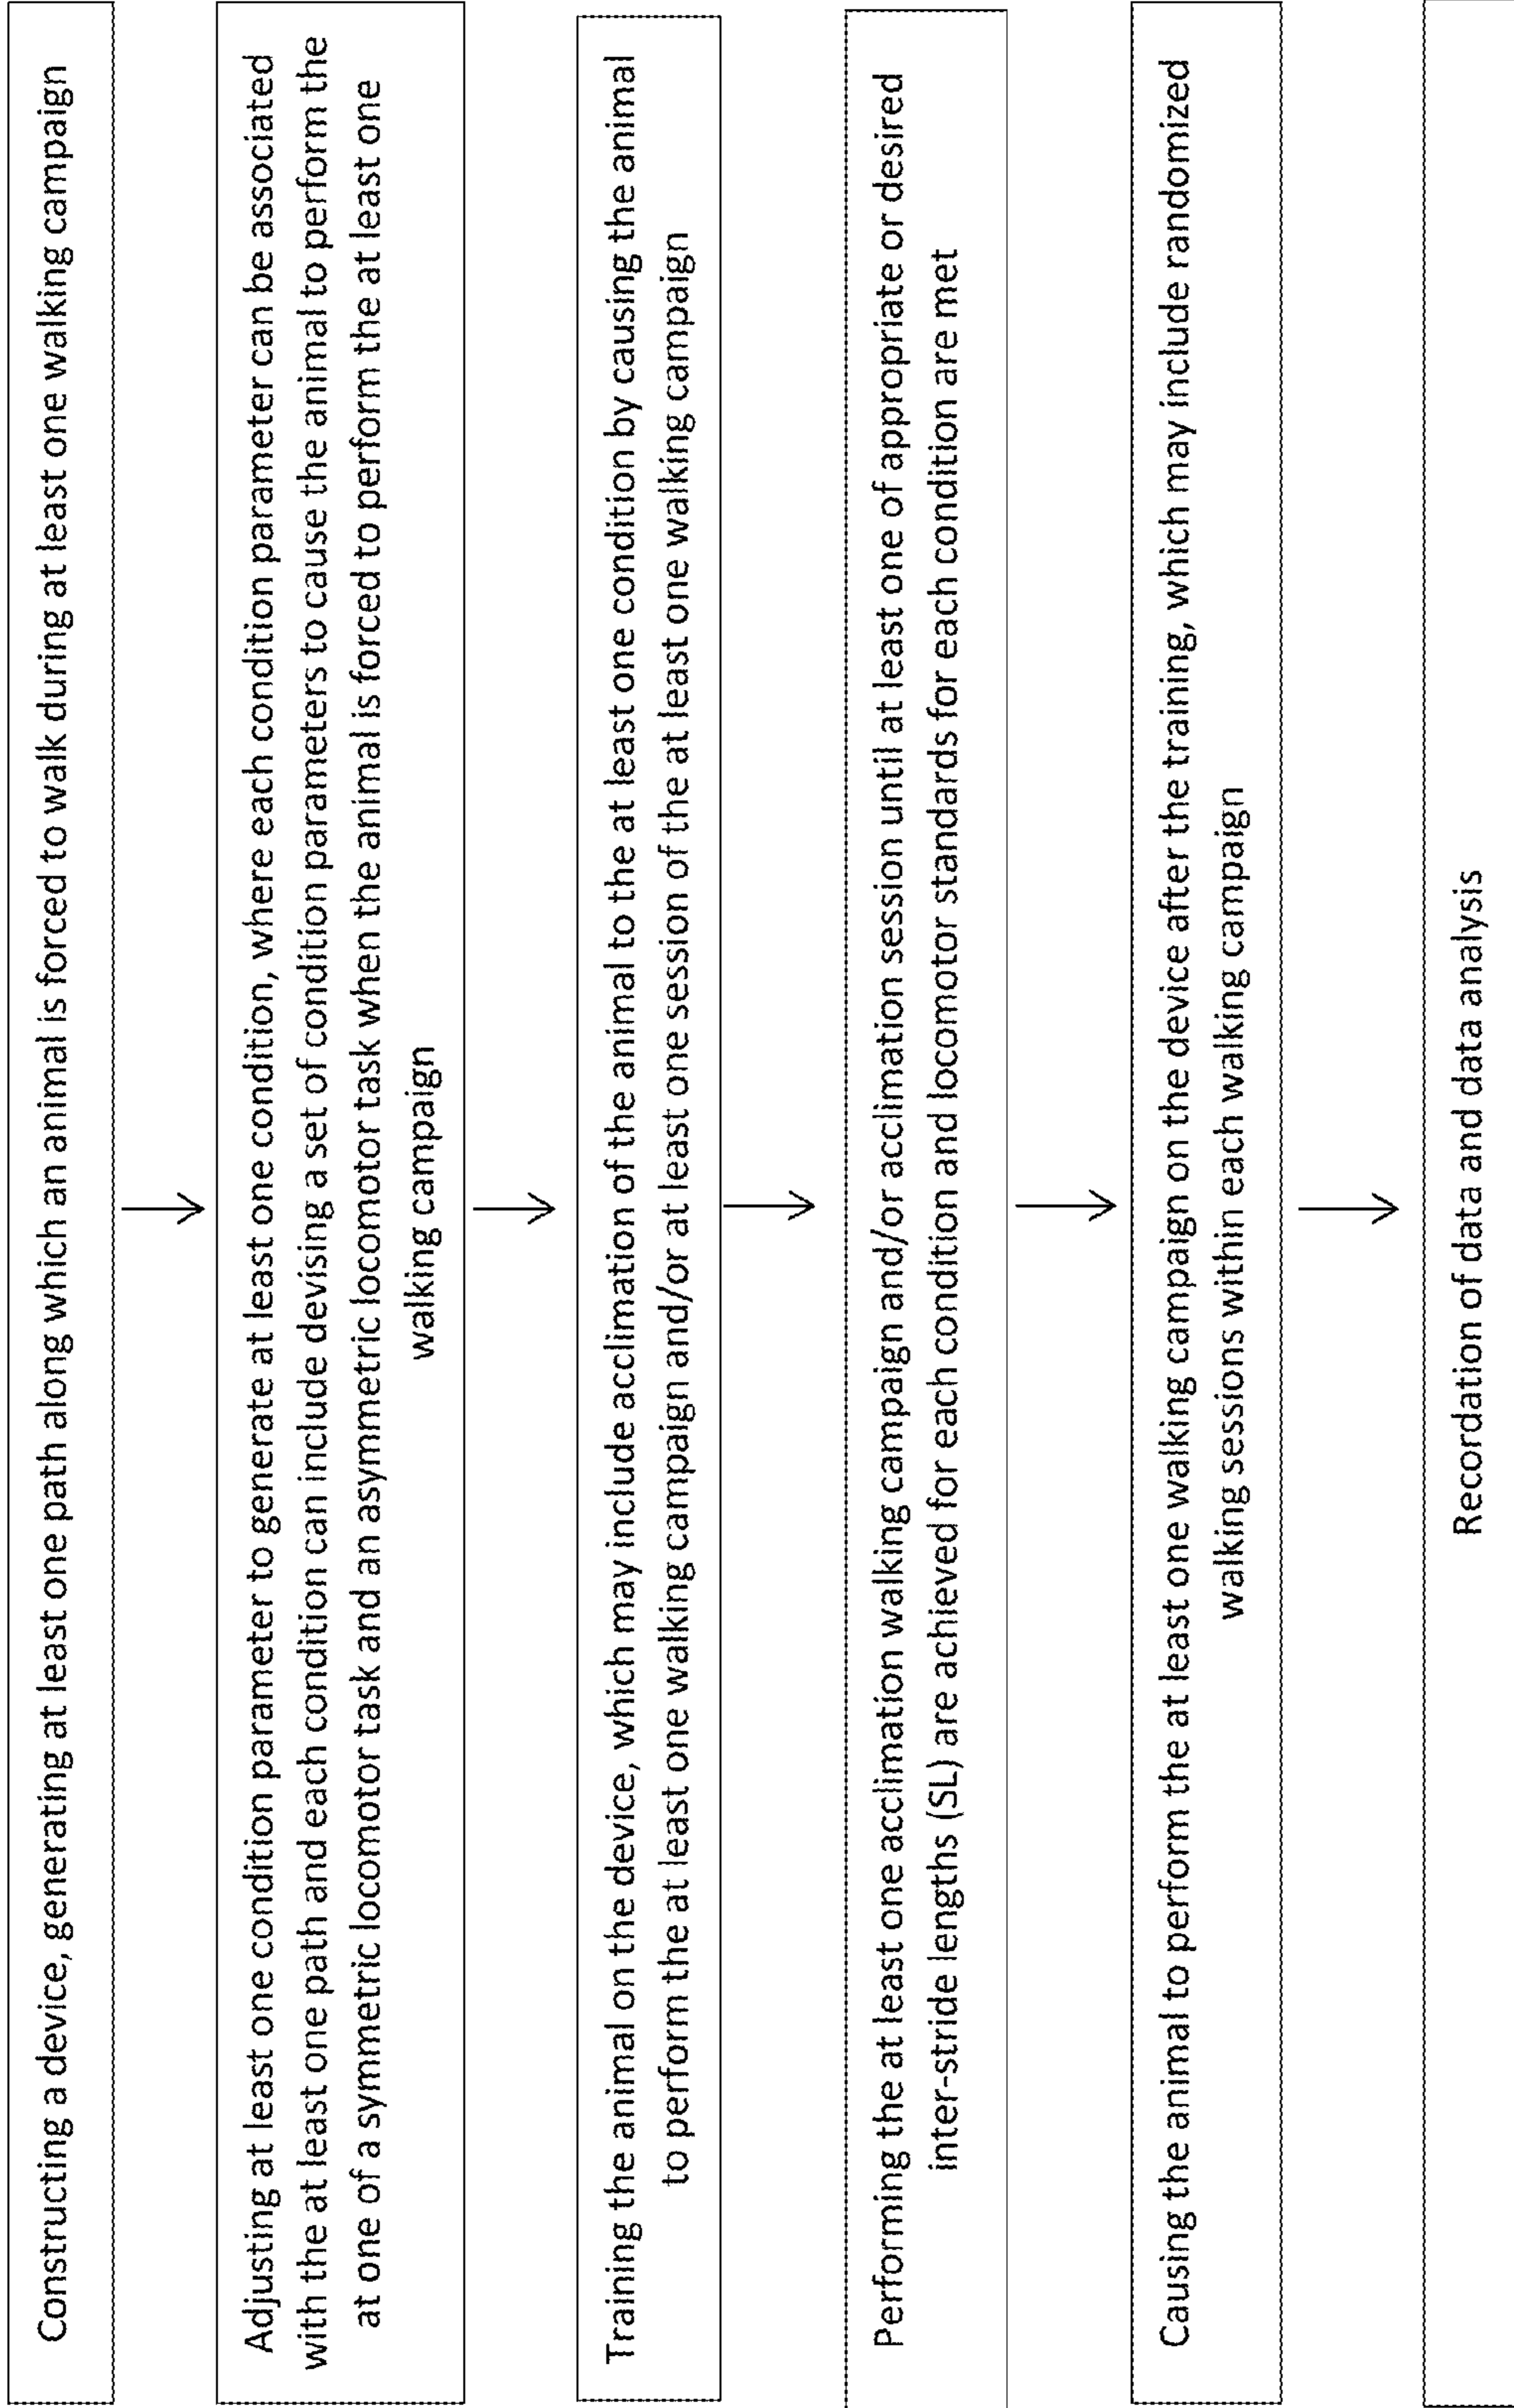 Constructing a device, generating at least one path along which an animal is forced to walk during at least one walking campaign
Adjusting at least one condition parameter to generate at least one condition, where each condition parameter can be associated
with the at least one path and each condition can include devising a set of condition parameters to cause the animal to perform the
at one of a symmetric locomotor task and an asymmetric locomotor task when the animal is forced to perform the at least one
walking campaign
Training the animal on the device, which may include acclimation of the animal to the at least one condition by causing the animal
to perform the at least one walking campaign and/or at least one session of the at least one walking campaign
Performing the at least one acclimation walking campaign and/or acclimation session until at least one of appropriate or desired
inter-stride lengths (SL) are achieved for each condition and locomotor standards for each condition are met
Causing the animal to perform the at least one walking campaign on the device after the training, which may include randomized
walking sessions within each walking campaign
Recordation of data and data analysis